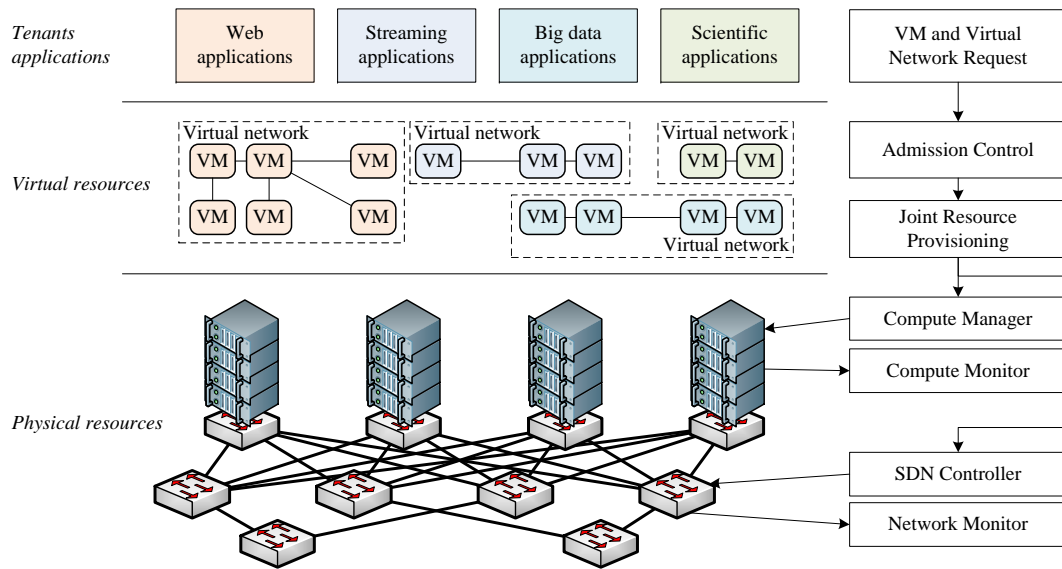 Tenants
applications
Web
applications
Streaming
applications
Big data
applications
Scientific
applications
VM and Virtual
Network Request
Virtual resources
Virtual network
VM VM VM
VM VM VM
Virtual network
VM VM VM
Virtual network
VM VM
VM VM VM VM
Virtual network
Admission Control
Joint Resource
Provisioning
Physical resources
Compute Manager
Compute Monitor
SDN Controller
Network Monitor